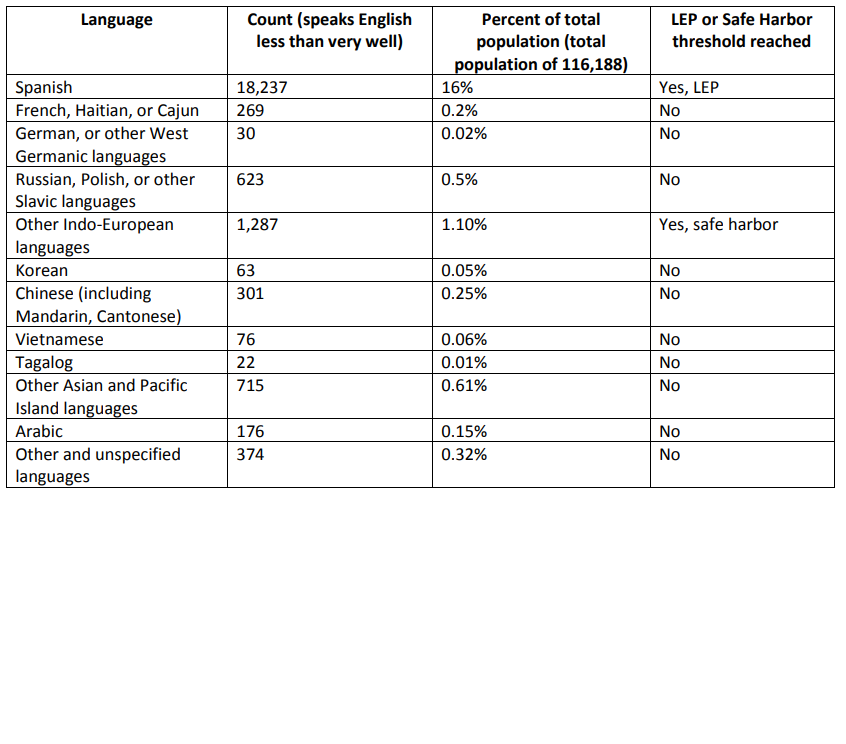 Language Count (speaks English less than very well) Percent of total population (total population of 116,188) LEP or Safe Harbor threshold reached
Spanish 18,237 16% Yes, LEP
French, Haitian, or Cajun 269 0.2% No
German, or other West Germanic languages 30 0.02% No
Russian, Polish, or other Slavic languages 623 0.5% No
Other Indo-European languages 1,287 1.10% Yes, safe harbor
Korean 63 0.05% No
Chinese (including Mandarin, Cantonese) 301 0.25% No
Vietnamese 76 0.06% No
Tagalog 22 0.01% No
Other Asian and Pacific Island languages 715 0.61% No
Arabic 176 0.15% No
Other and unspecified languages 374 0.32% No